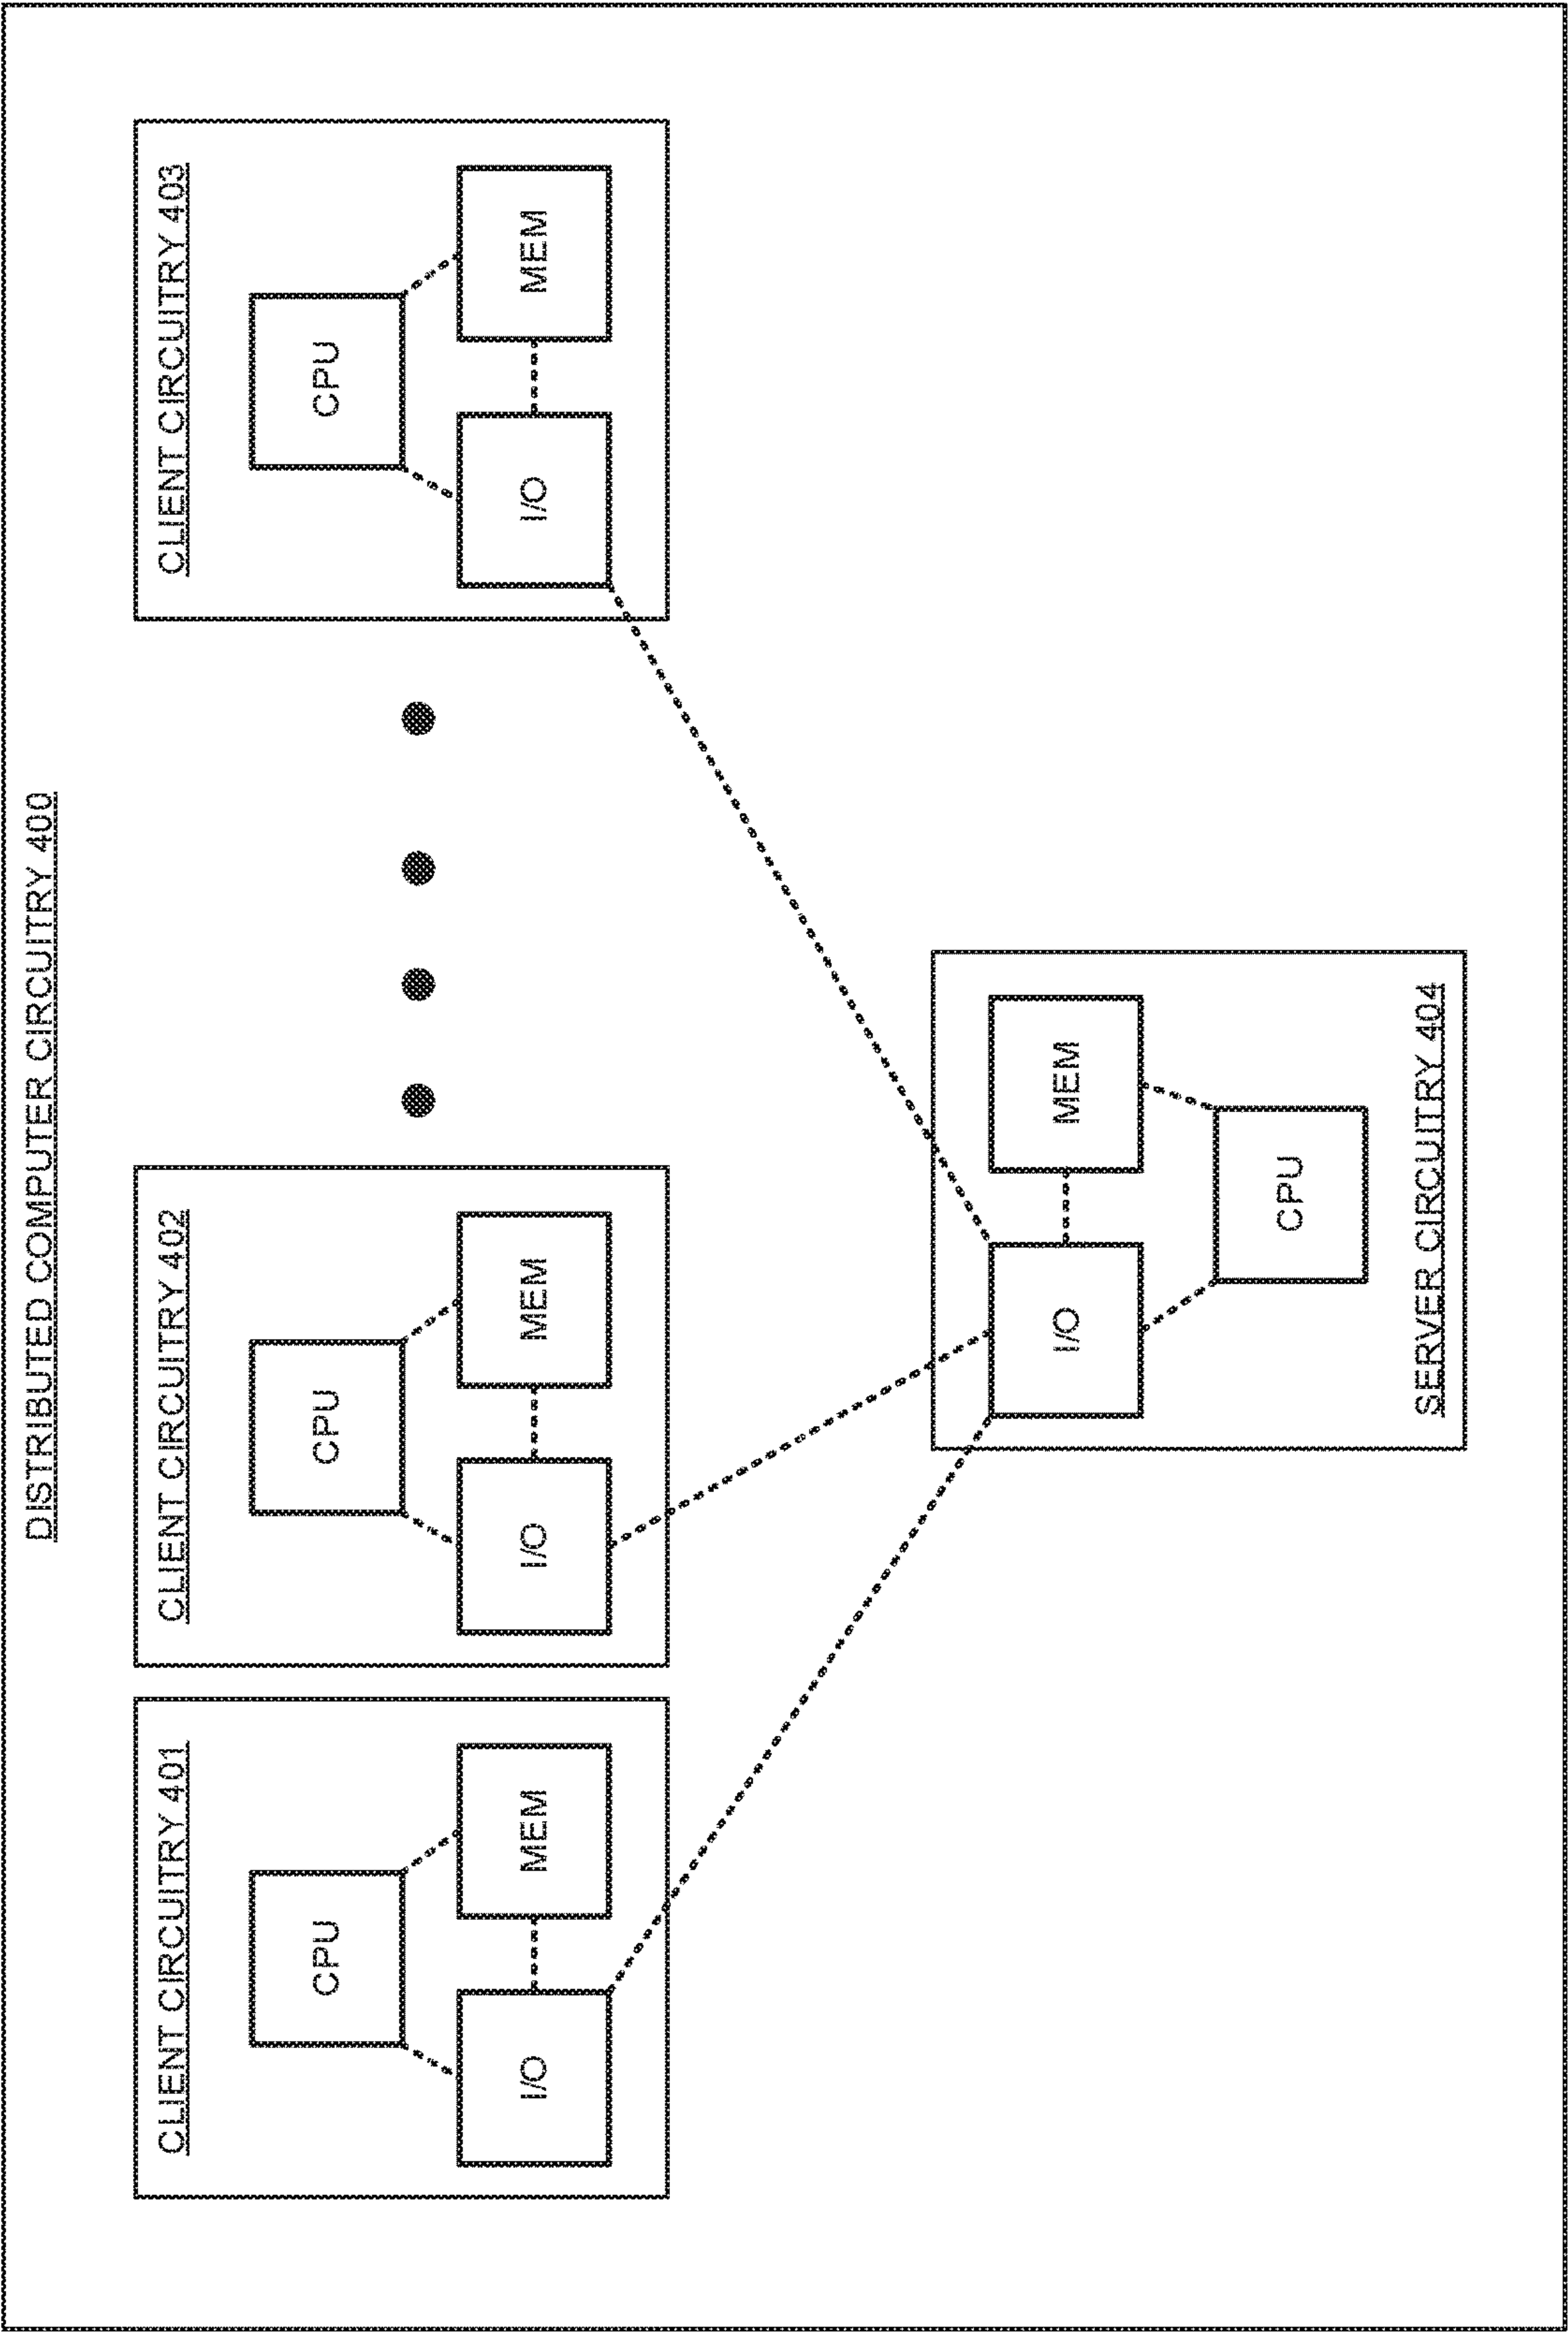 DISTRIBUTED COMPUTER CIRCUITRY 400
CLIENT CIRCUITRY 401
CPU
I/O
MEM
CLIENT CIRCUITRY 402
CPU
I/O
MEM
CLIENT CIRCUITRY 403
CPU
I/O
MEM
I/O
MEM
CPU
SERVER CIRCUITRY 404